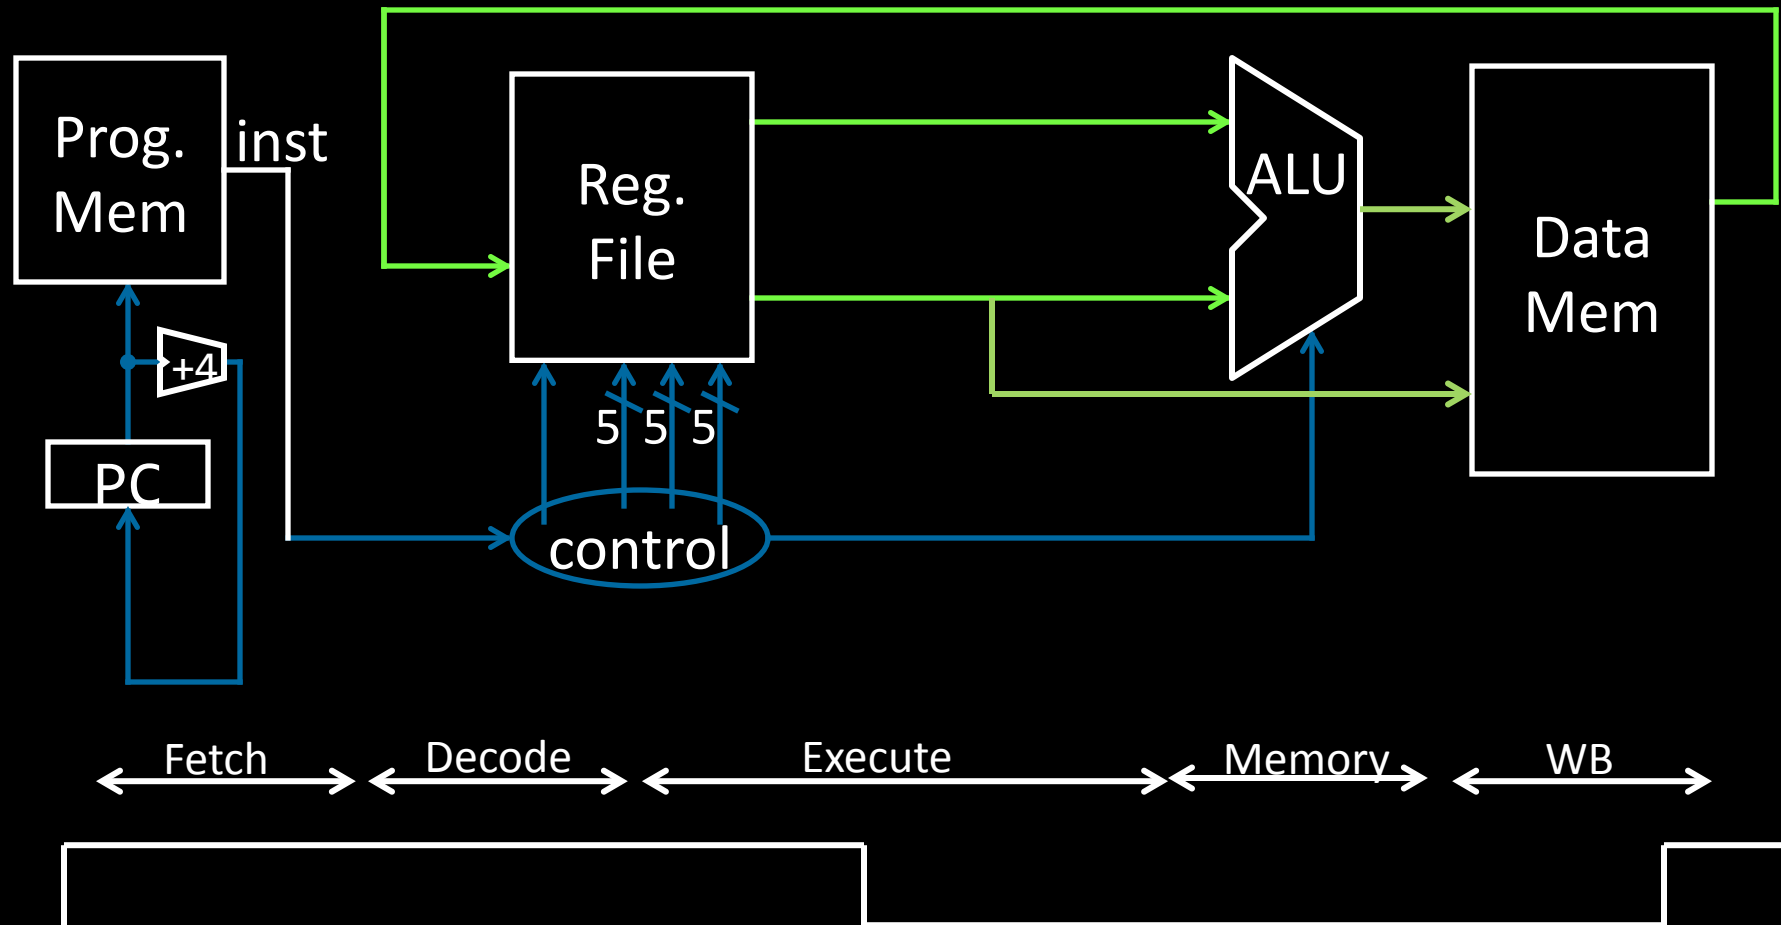 Prog.
Mem
inst
Reg.
File
ALU
Data
Mem
+4
PC
5 5 5
control
Fetch Decode Execute Memory WB